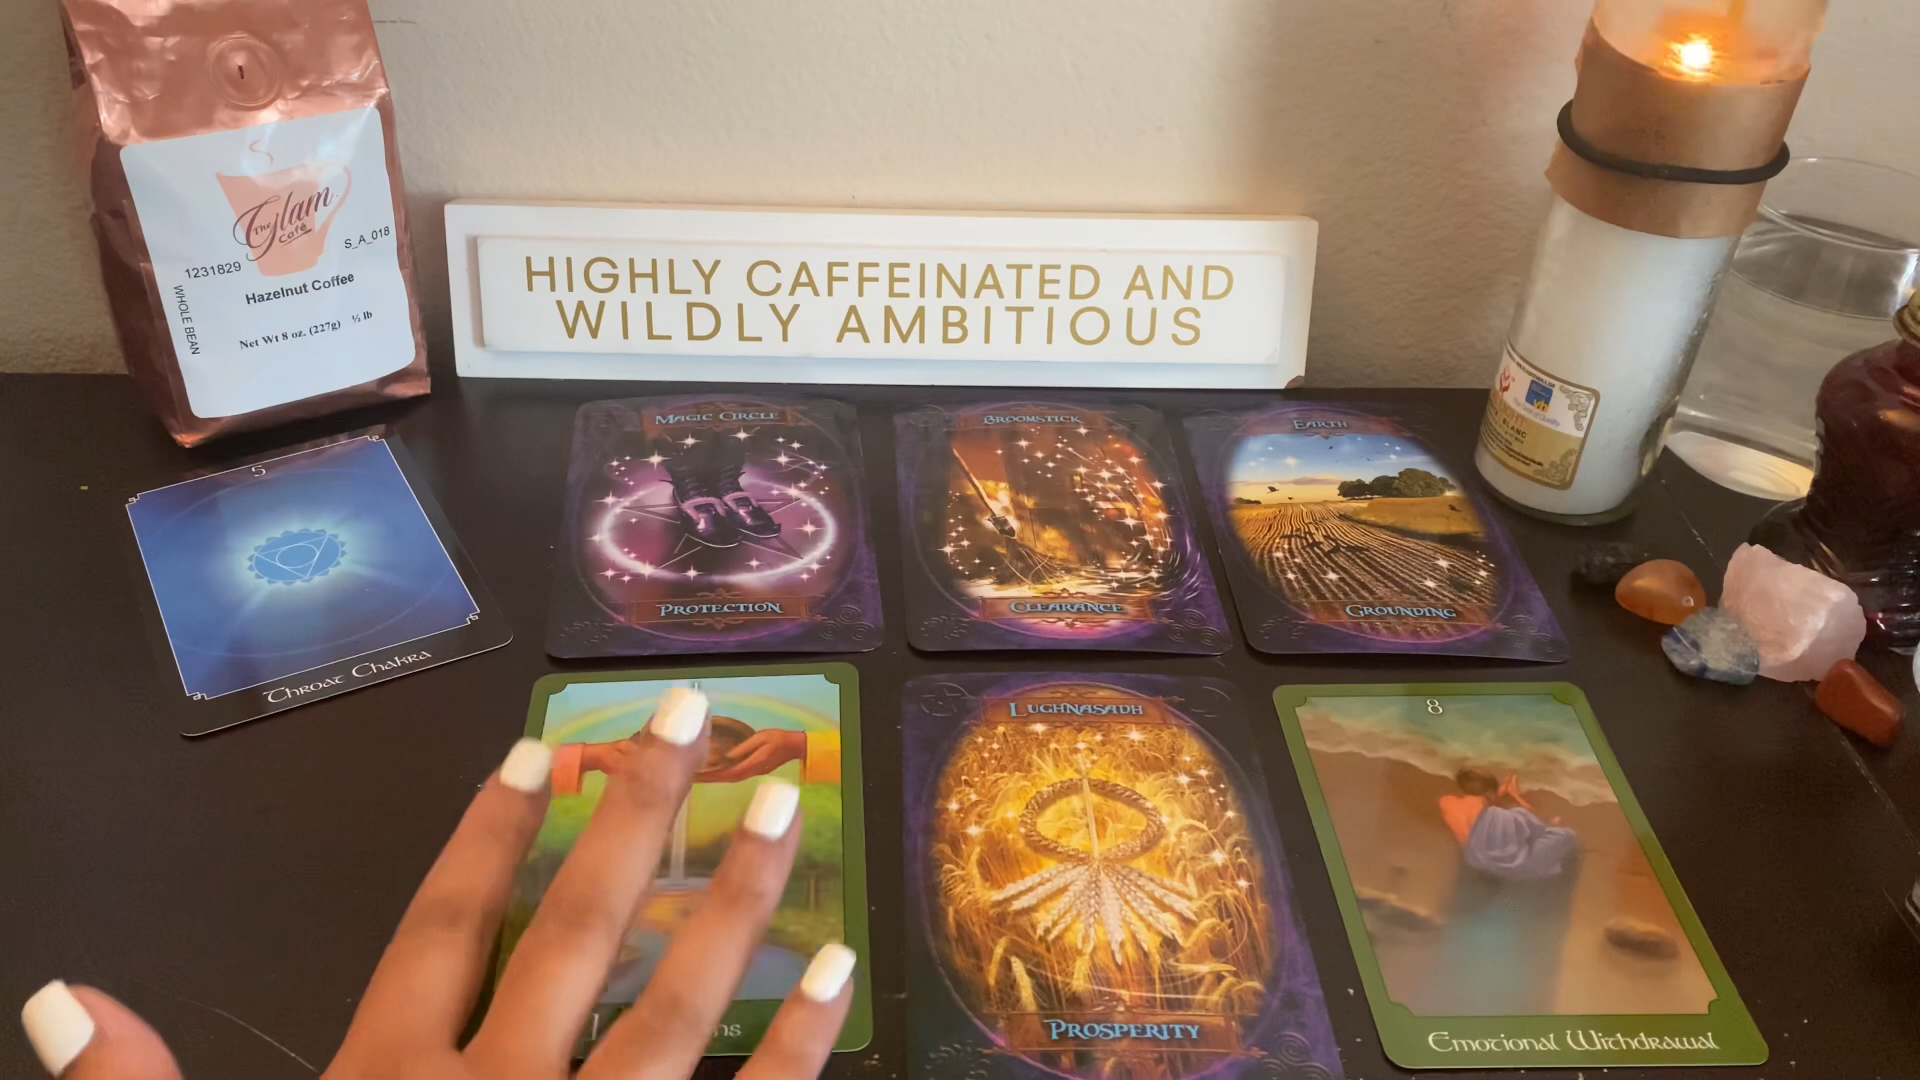 The
Glam
Café
1231829
S_A_018
Hazelnut Coffee
WHOLE BEAN
Net Wt 8 oz. (227g) ½ lb
HIGHLY CAFFEINATED AND
WILDLY AMBITIOUS
5
Throat Chakra
MAGIC CIRCLE
PROTECTION
BROOMSTICK
CLEARANCE
EARTH
GROUNDING
LUGHNASADH
PROSPERITY
8
Emotional Withdrawal